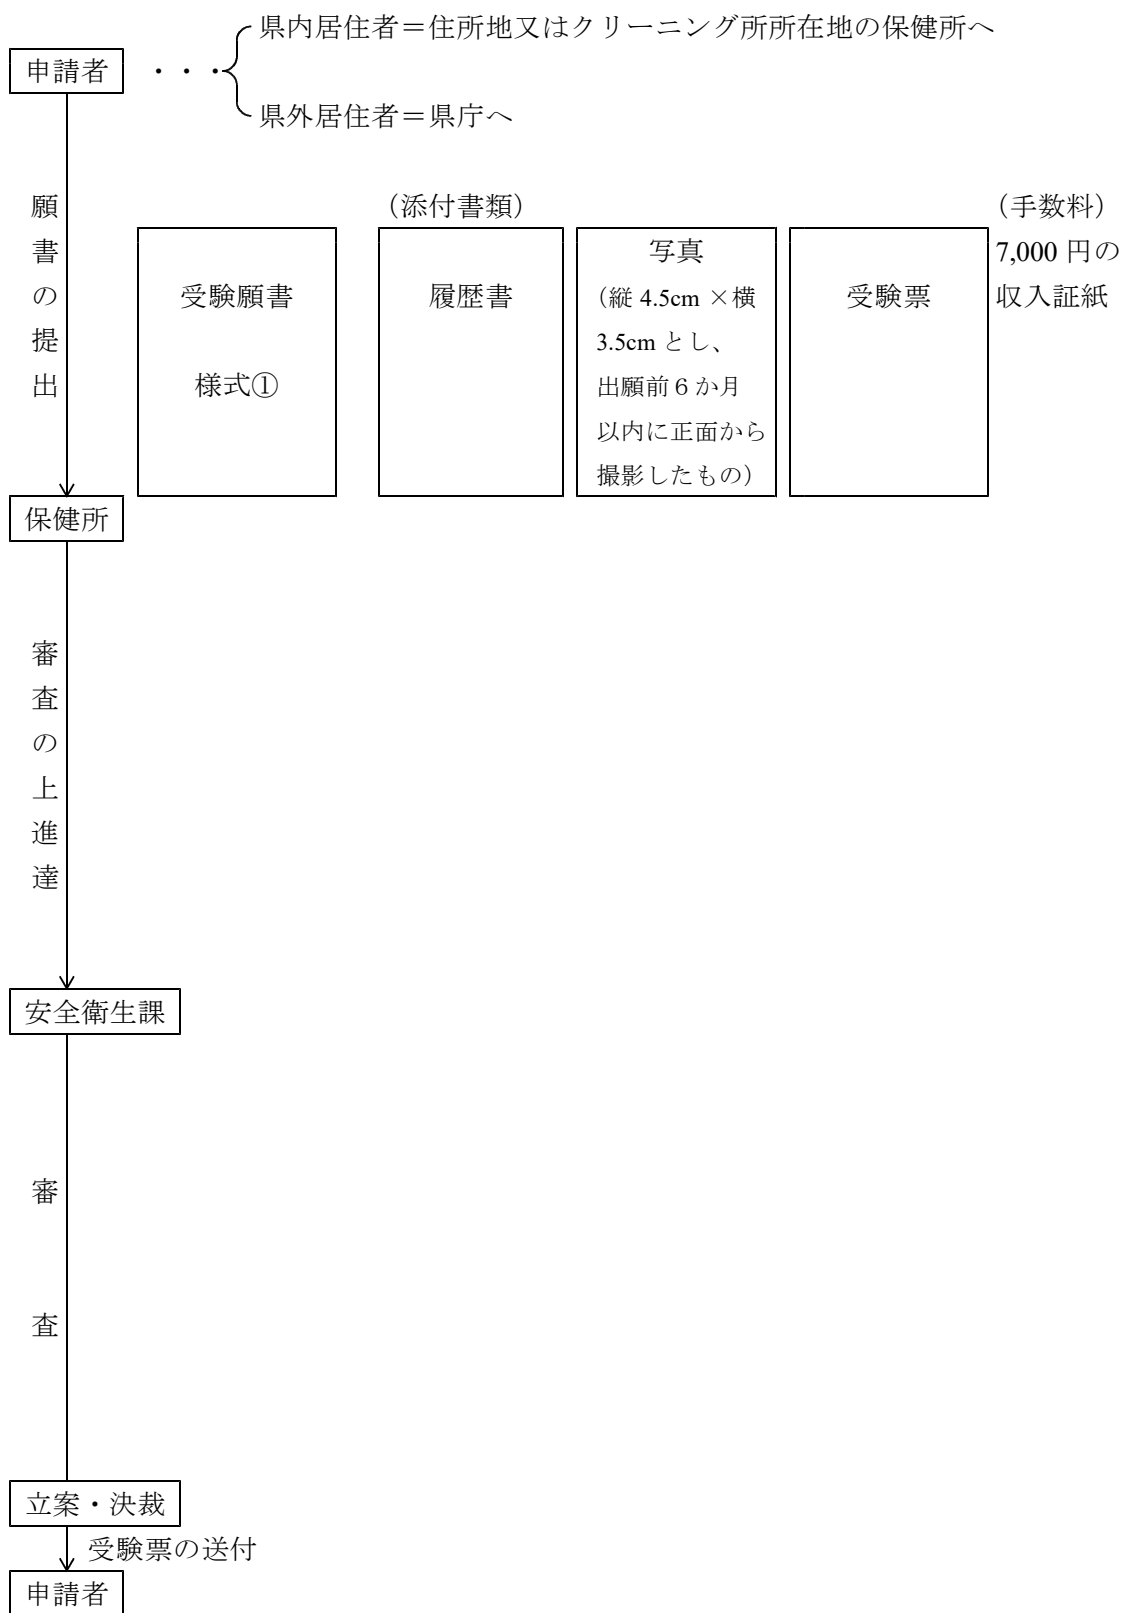 県内居住者＝住所地又はクリーニング所所在地の保健所へ
申請者 ・・・
県外居住者＝県庁へ
願書の提出
（添付書類）
（手数料）
7,000 円の
収入証紙
受験願書
様式①
履歴書
写真
（縦 4.5cm ×横
3.5cm とし、
出願前６か月
以内に正面から
撮影したもの）
受験票
保健所
審査の上進達
安全衛生課
審査
立案・決裁
受験票の送付
申請者